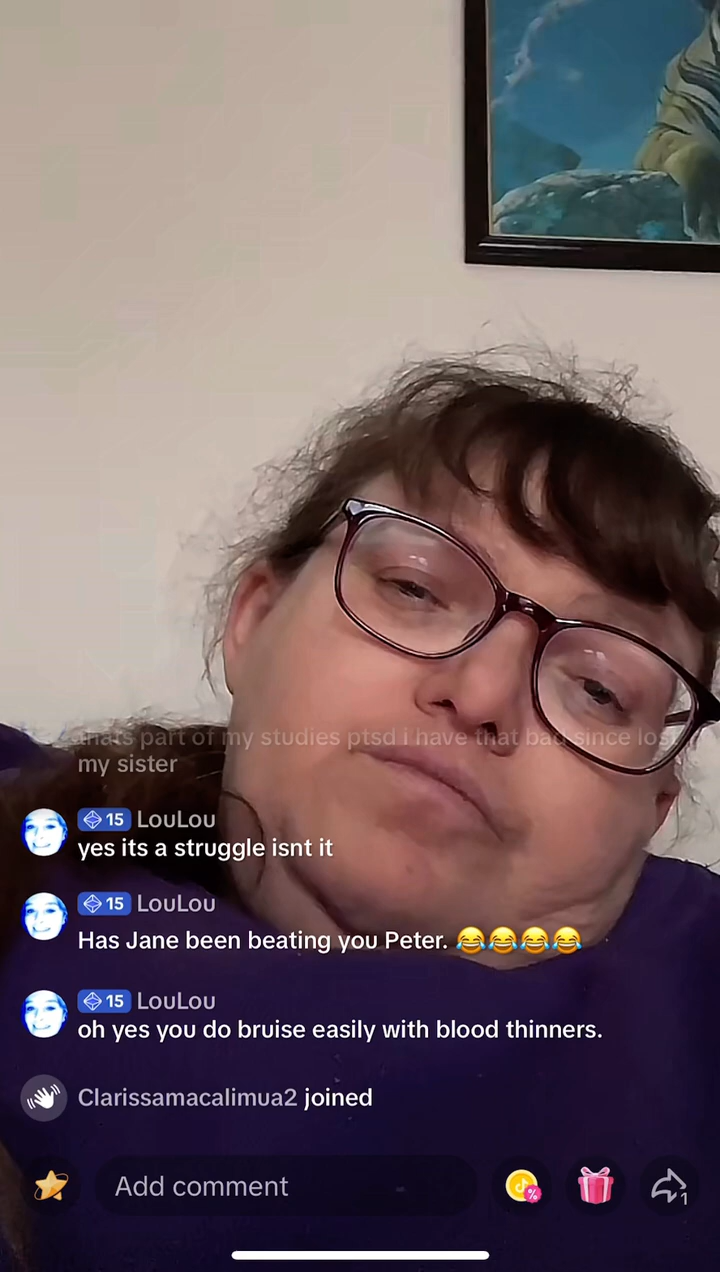 thats part of my studies ptsd i have that bad since lost
my sister
15 LouLou
yes its a struggle isnt it
15 LouLou
Has Jane been beating you Peter. 😂😂😂😂
15 LouLou
oh yes you do bruise easily with blood thinners.
Clarissamacalimua2 joined
Add comment
1